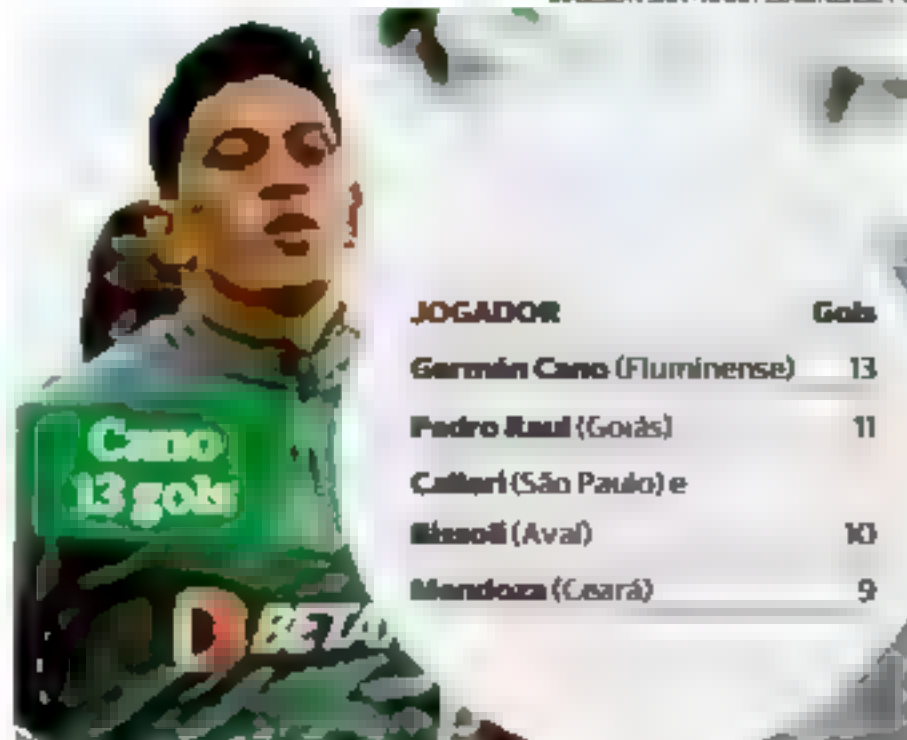 Cano
13 gols
BETA
JOGADOR Gols
Germán Cano (Fluminense) 13
Pedro Raul (Goiás) 11
Calleri (São Paulo) e
Bissoli (Avaí) 10
Mendoza (Ceará) 9